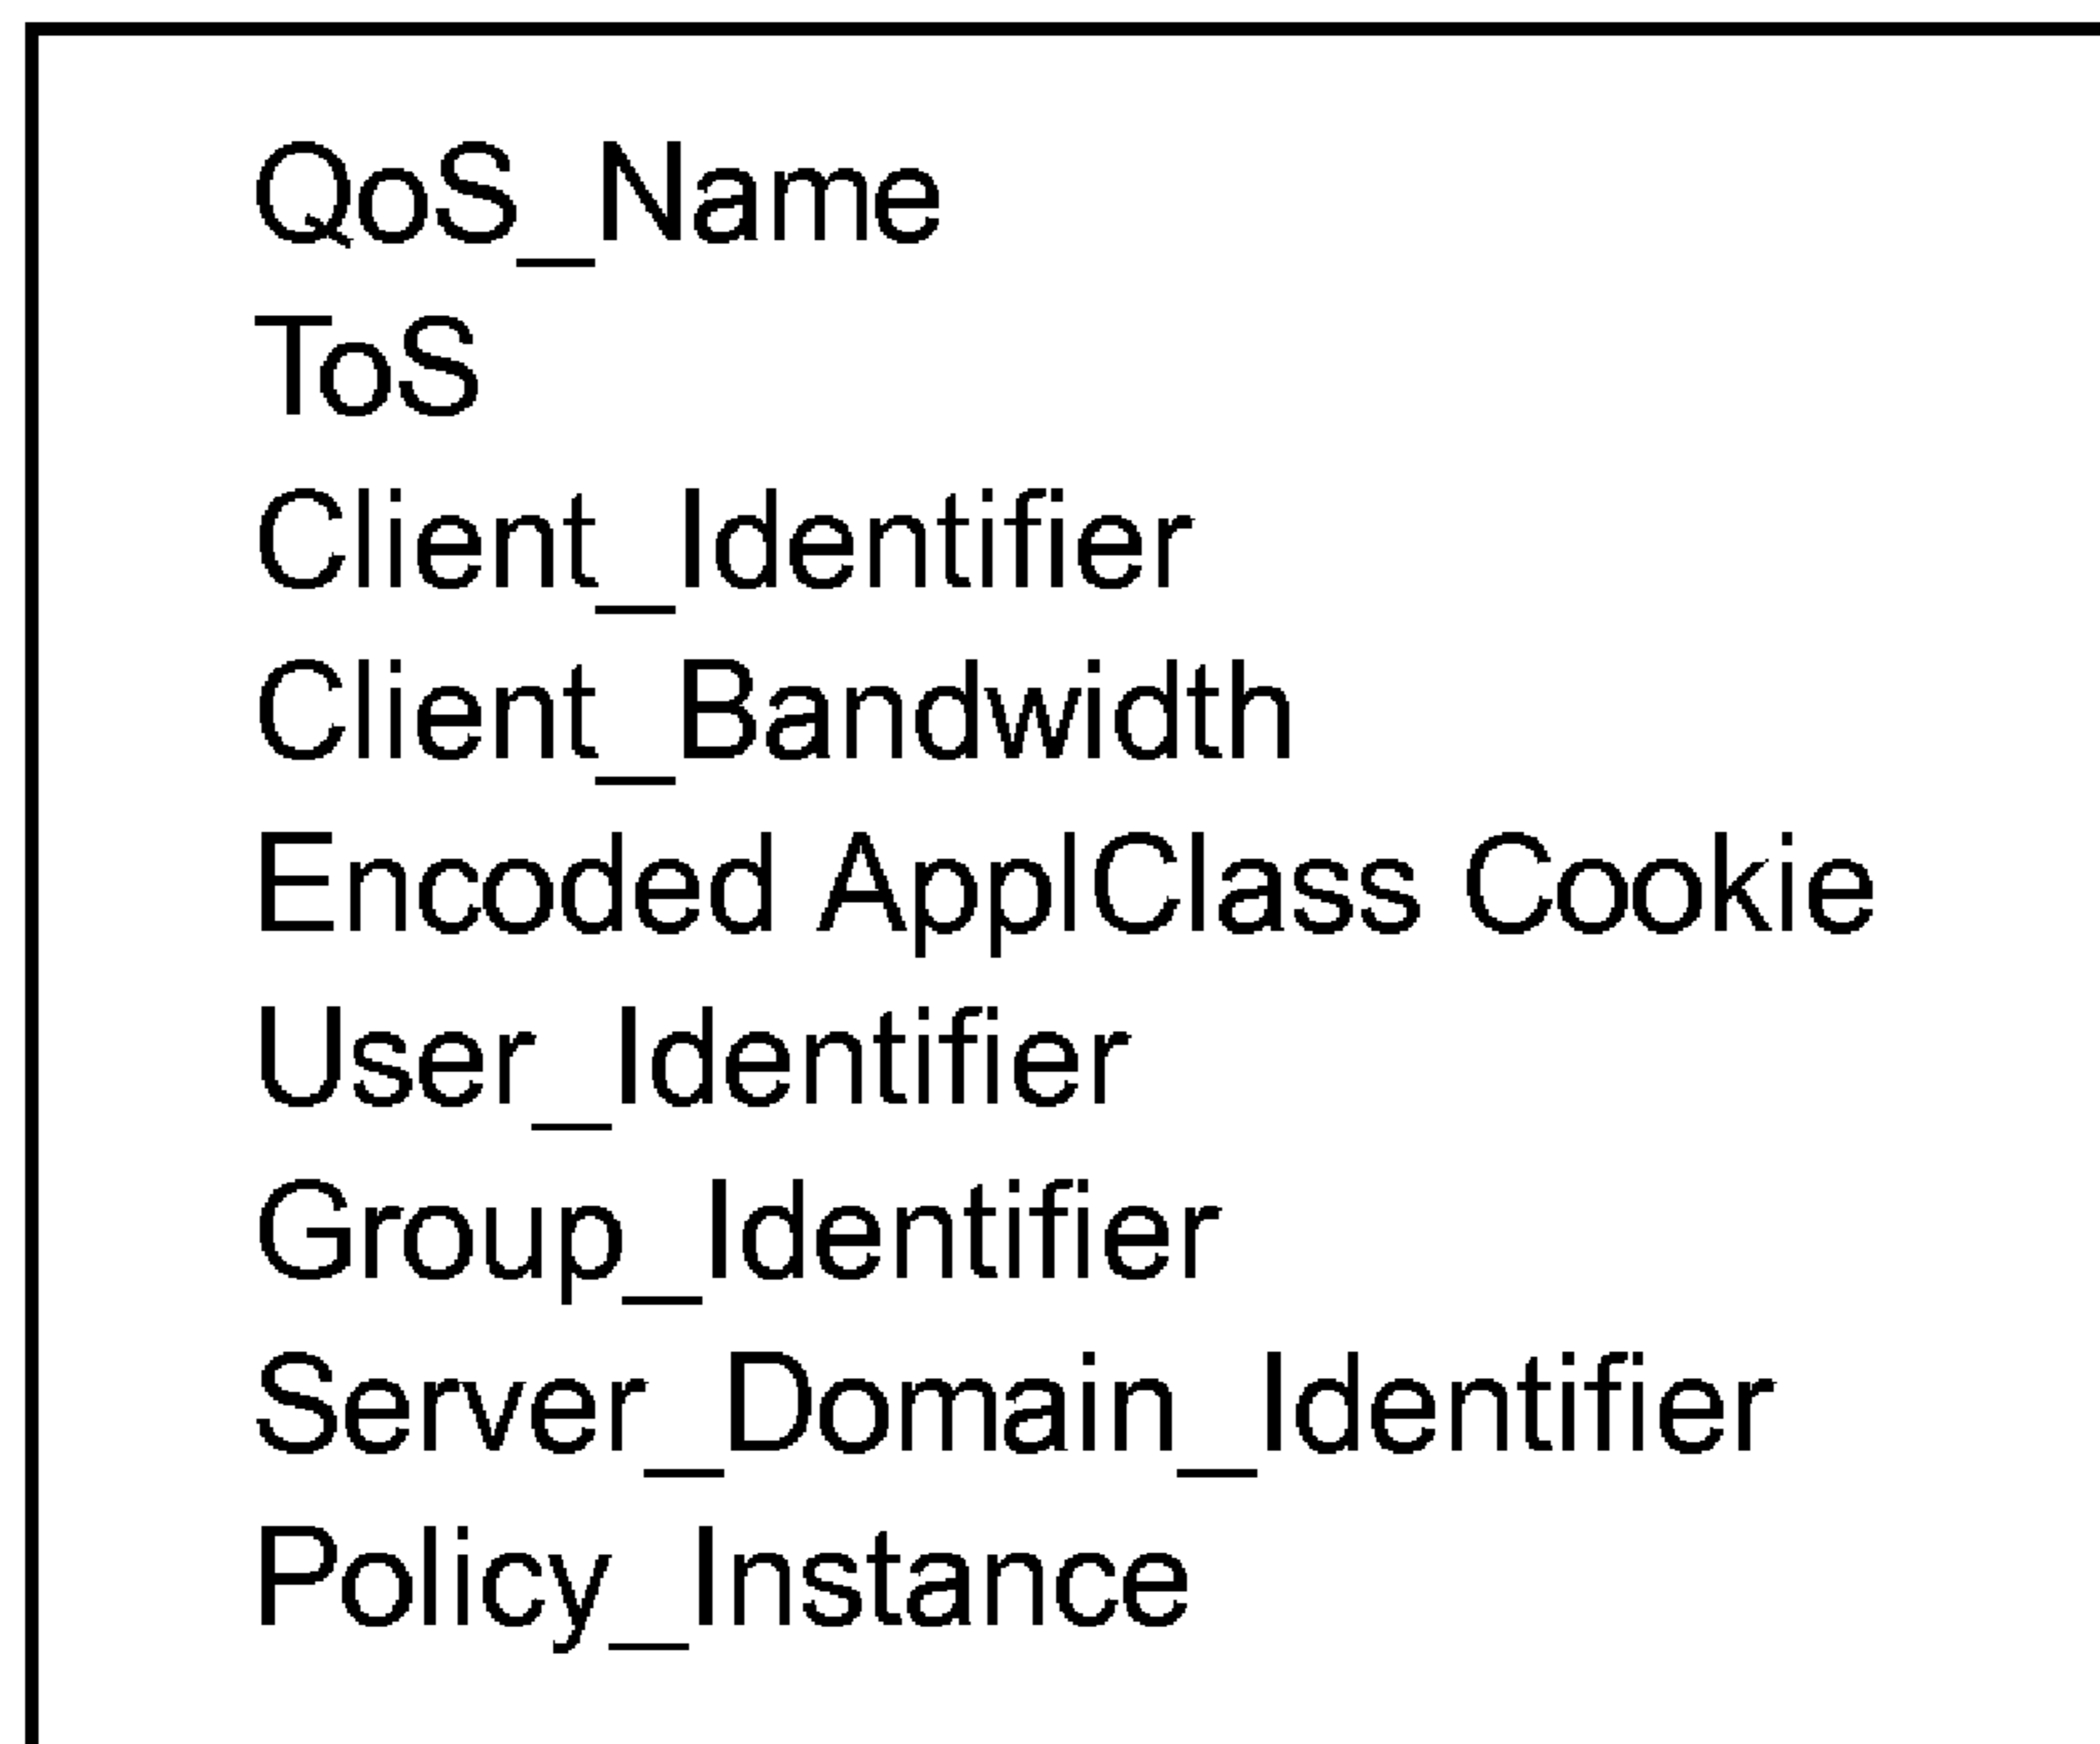 QoS_Name
ToS
Client_Identifier
Client_Bandwidth
Encoded ApplClass Cookie
User_Identifier
Group_Identifier
Server_Domain_Identifier
Policy_Instance